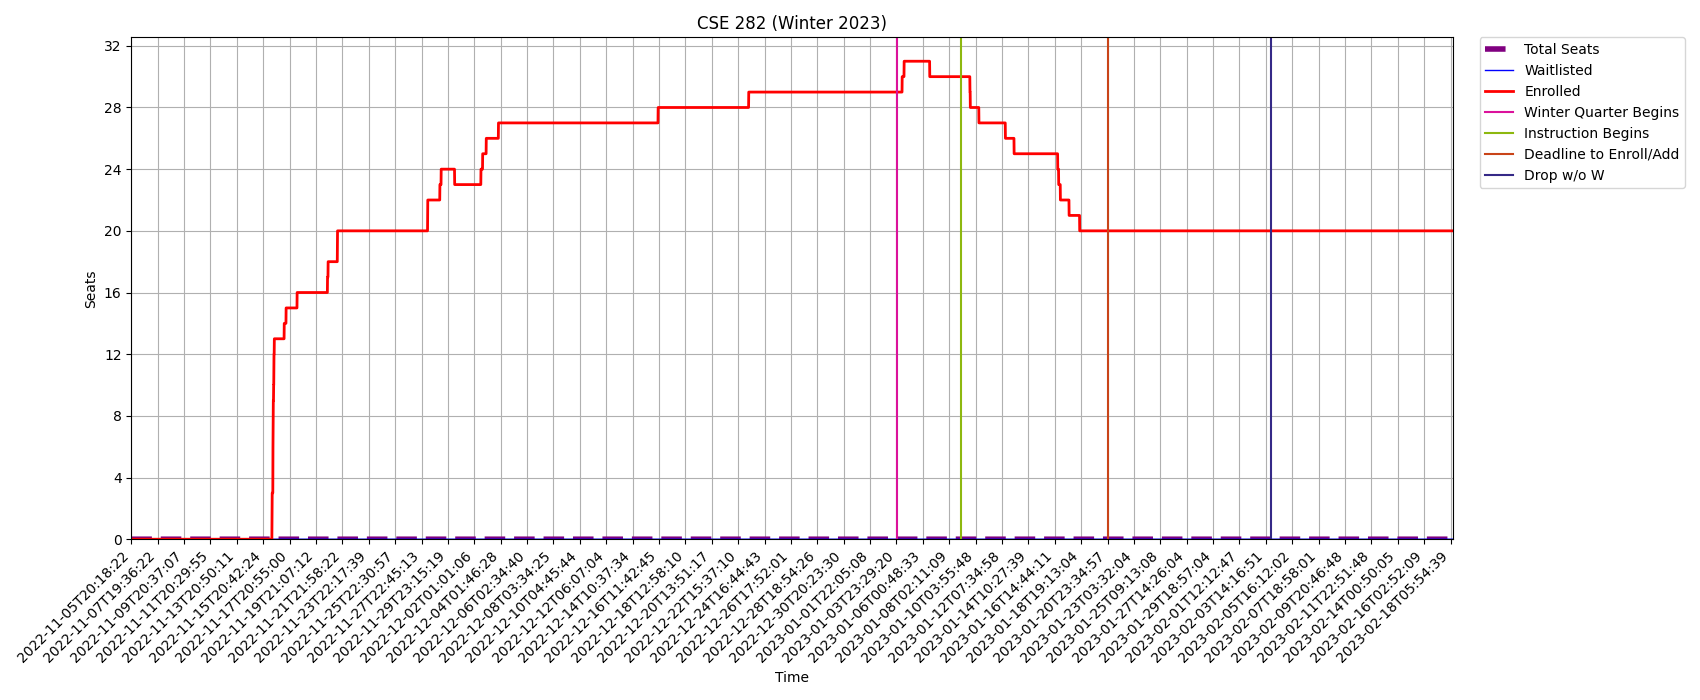 CSE 282 (Winter 2023)
Total Seats
Waitlisted
Enrolled
Winter Quarter Begins
Instruction Begins
Deadline to Enroll/Add
Drop w/o W
Seats
32
28
24
20
16
12
8
4
0
2022-11-05T20:18:22
2022-11-07T19:36:22
2022-11-09T20:37:07
2022-11-11T20:29:55
2022-11-13T20:50:11
2022-11-15T20:42:24
2022-11-17T20:55:00
2022-11-19T21:07:12
2022-11-21T21:58:22
2022-11-23T22:17:39
2022-11-25T22:30:57
2022-11-27T22:45:13
2022-11-29T23:15:19
2022-12-02T01:01:06
2022-12-04T01:46:28
2022-12-06T02:34:40
2022-12-08T03:34:25
2022-12-10T04:45:44
2022-12-12T06:07:04
2022-12-14T10:37:34
2022-12-16T11:42:45
2022-12-18T12:58:10
2022-12-20T13:51:17
2022-12-22T15:37:10
2022-12-24T16:44:43
2022-12-26T17:52:01
2022-12-28T18:54:26
2022-12-30T20:23:30
2023-01-01T22:05:08
2023-01-03T23:29:20
2023-01-06T00:48:33
2023-01-08T02:11:09
2023-01-10T03:55:48
2023-01-12T07:34:58
2023-01-14T10:27:39
2023-01-16T14:44:11
2023-01-18T19:13:04
2023-01-20T23:34:57
2023-01-23T03:32:04
2023-01-25T09:13:08
2023-01-27T14:26:04
2023-01-29T18:57:04
2023-02-01T12:12:47
2023-02-03T14:16:51
2023-02-05T16:12:02
2023-02-07T18:58:01
2023-02-09T20:46:48
2023-02-11T22:51:48
2023-02-14T00:50:05
2023-02-16T02:52:09
2023-02-18T05:54:39
Time